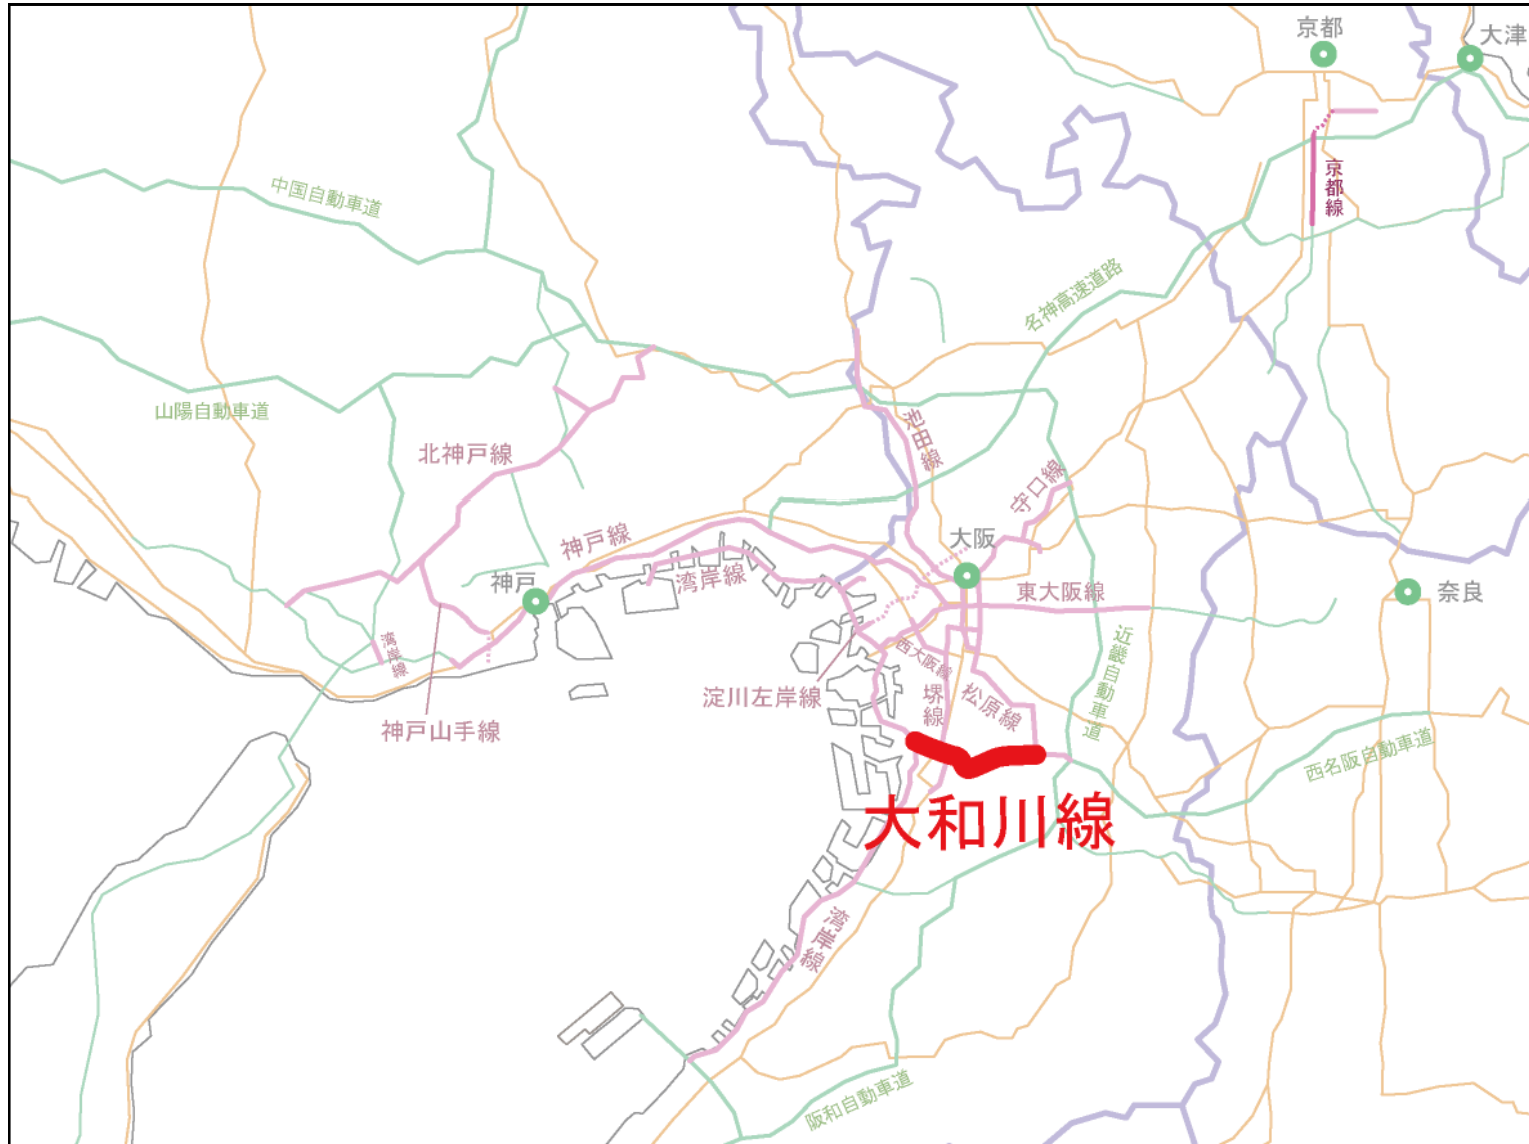 京都
大津
京都線
中国自動車道
名神高速道路
山陽自動車道
北神戸線
池田線
守口線
神戸線
大阪
湾岸線
神戸
東大阪線
奈良
湾岸線
西大阪線
近畿自動車道
淀川左岸線
堺線
松原線
神戸山手線
西名阪自動車道
大和川線
湾岸線
阪和自動車道